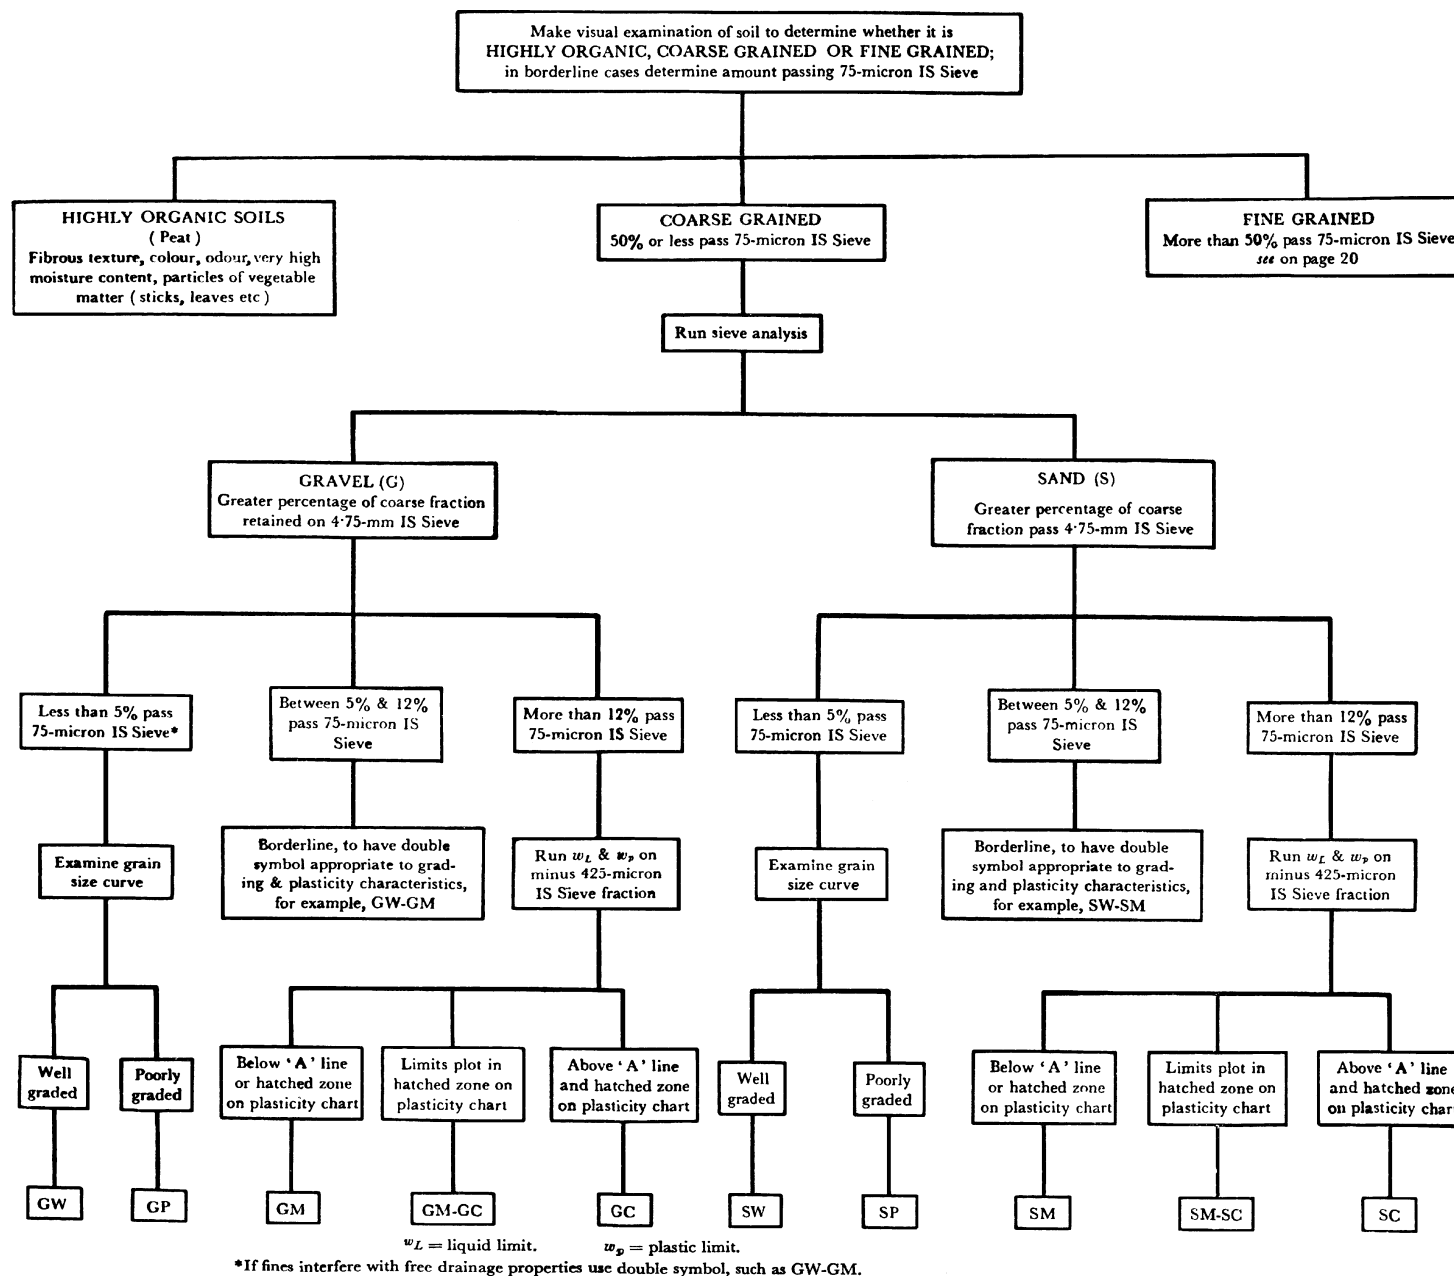 Make visual examination of soil to determine whether it is
HIGHLY ORGANIC, COARSE GRAINED OR FINE GRAINED;
in borderline cases determine amount passing 75-micron IS Sieve
HIGHLY ORGANIC SOILS
( Peat )
Fibrous texture, colour, odour, very high
moisture content, particles of vegetable
matter ( sticks, leaves etc )
COARSE GRAINED
50% or less pass 75-micron IS Sieve
FINE GRAINED
More than 50% pass 75-micron IS Sieve
see on page 20
Run sieve analysis
GRAVEL (G)
Greater percentage of coarse fraction
retained on 4·75-mm IS Sieve
SAND (S)
Greater percentage of coarse
fraction pass 4·75-mm IS Sieve
Less than 5% pass
75-micron IS Sieve*
Between 5% & 12%
pass 75-micron IS
Sieve
More than 12% pass
75-micron IS Sieve
Less than 5% pass
75-micron IS Sieve
Between 5% & 12%
pass 75-micron IS
Sieve
More than 12% pass
75-micron IS Sieve
Examine grain
size curve
Borderline, to have double
symbol appropriate to grad-
ing & plasticity characteristics,
for example, GW-GM
Run wL & wp on
minus 425-micron
IS Sieve fraction
Examine grain
size curve
Borderline, to have double
symbol appropriate to grad-
ing and plasticity characteristics,
for example, SW-SM
Run wL & wp on
minus 425-micron
IS Sieve fraction
Well
graded
Poorly
graded
Below ‘A’ line
or hatched zone
on plasticity chart
Limits plot in
hatched zone on
plasticity chart
Above ‘A’ line
and hatched zone
on plasticity chart
Well
graded
Poorly
graded
Below ‘A’ line
or hatched zone
on plasticity chart
Limits plot in
hatched zone on
plasticity chart
Above ‘A’ line
and hatched zone
on plasticity chart
GW
GP
GM
GM-GC
GC
SW
SP
SM
SM-SC
SC
wL = liquid limit. wp = plastic limit.
*If fines interfere with free drainage properties use double symbol, such as GW-GM.